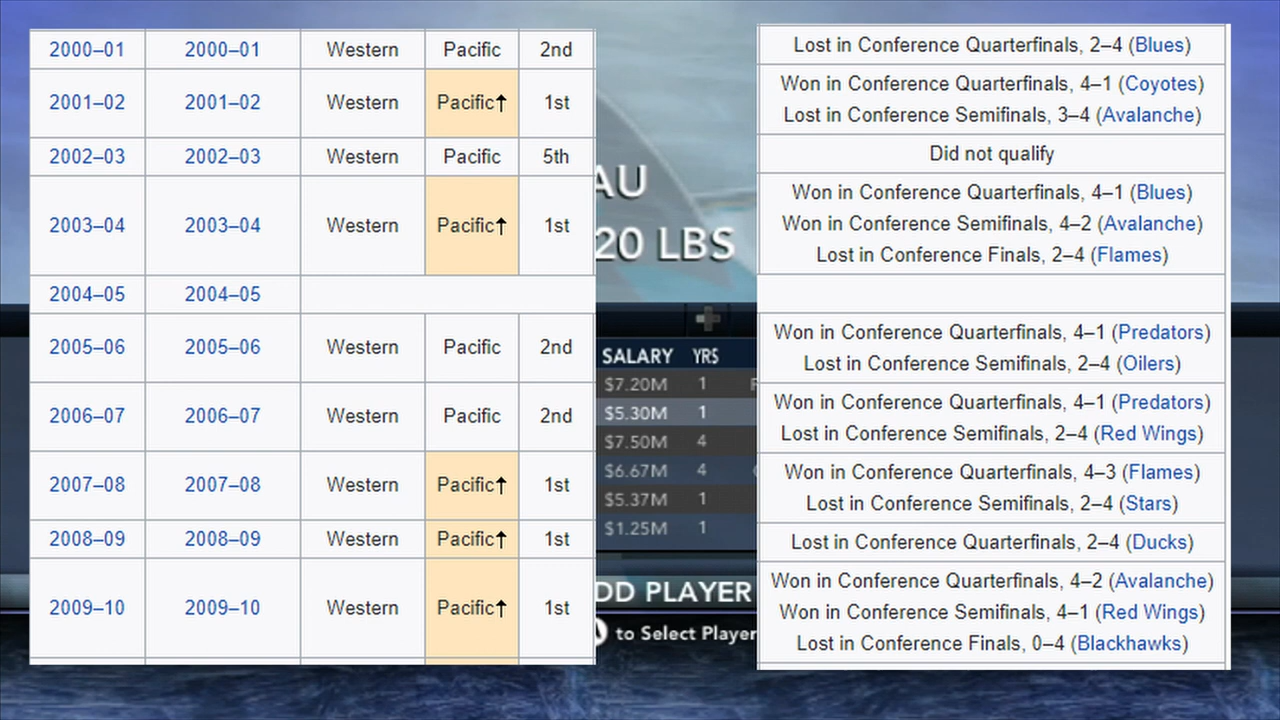 2000–01 2000–01 Western Pacific 2nd Lost in Conference Quarterfinals, 2–4 (Blues)
2001–02 2001–02 Western Pacific↑ 1st Won in Conference Quarterfinals, 4–1 (Coyotes)
Lost in Conference Semifinals, 3–4 (Avalanche)
2002–03 2002–03 Western Pacific 5th Did not qualify
2003–04 2003–04 Western Pacific↑ 1st Won in Conference Quarterfinals, 4–1 (Blues)
Won in Conference Semifinals, 4–2 (Avalanche)
Lost in Conference Finals, 2–4 (Flames)
2004–05 2004–05
2005–06 2005–06 Western Pacific 2nd Won in Conference Quarterfinals, 4–1 (Predators)
Lost in Conference Semifinals, 2–4 (Oilers)
2006–07 2006–07 Western Pacific 2nd Won in Conference Quarterfinals, 4–1 (Predators)
Lost in Conference Semifinals, 2–4 (Red Wings)
2007–08 2007–08 Western Pacific↑ 1st Won in Conference Quarterfinals, 4–3 (Flames)
Lost in Conference Semifinals, 2–4 (Stars)
2008–09 2008–09 Western Pacific↑ 1st Lost in Conference Quarterfinals, 2–4 (Ducks)
2009–10 2009–10 Western Pacific↑ 1st Won in Conference Quarterfinals, 4–2 (Avalanche)
Won in Conference Semifinals, 4–1 (Red Wings)
Lost in Conference Finals, 0–4 (Blackhawks)
AU
20 LBS
SALARY YRS
$7.20M 1
$5.30M 1
$7.50M 4
$6.67M 4
$5.37M 1
$1.25M 1
DD PLAYER
to Select Player